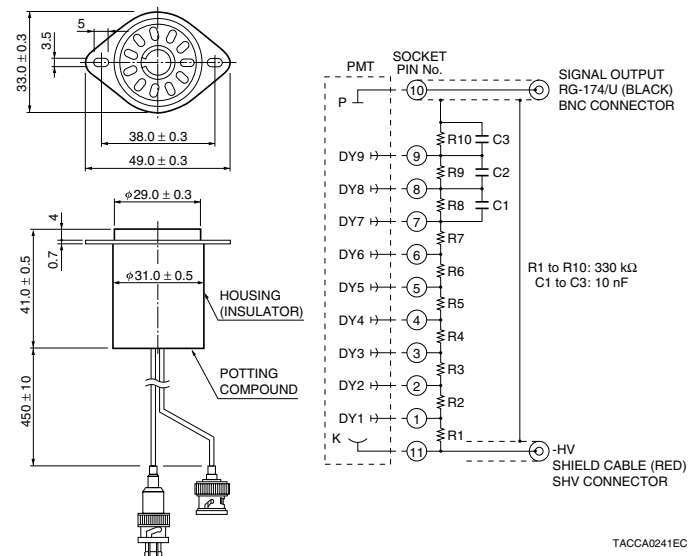 5
3.5
33.0 ± 0.3
38.0 ± 0.3
49.0 ± 0.3
φ29.0 ± 0.3
4
0.7
41.0 ± 0.5
φ31.0 ± 0.5
HOUSING
(INSULATOR)
POTTING
COMPOUND
450 ± 10
PMT
SOCKET
PIN No.
SIGNAL OUTPUT
RG-174/U (BLACK)
BNC CONNECTOR
P
10
R10
C3
DY9
9
R9
C2
DY8
8
R8
C1
DY7
7
R7
DY6
6
R6
DY5
5
R5
DY4
4
R4
DY3
3
R3
DY2
2
R2
DY1
1
R1
K
11
R1 to R10: 330 kΩ
C1 to C3: 10 nF
-HV
SHIELD CABLE (RED)
SHV CONNECTOR
TACCA0241EC